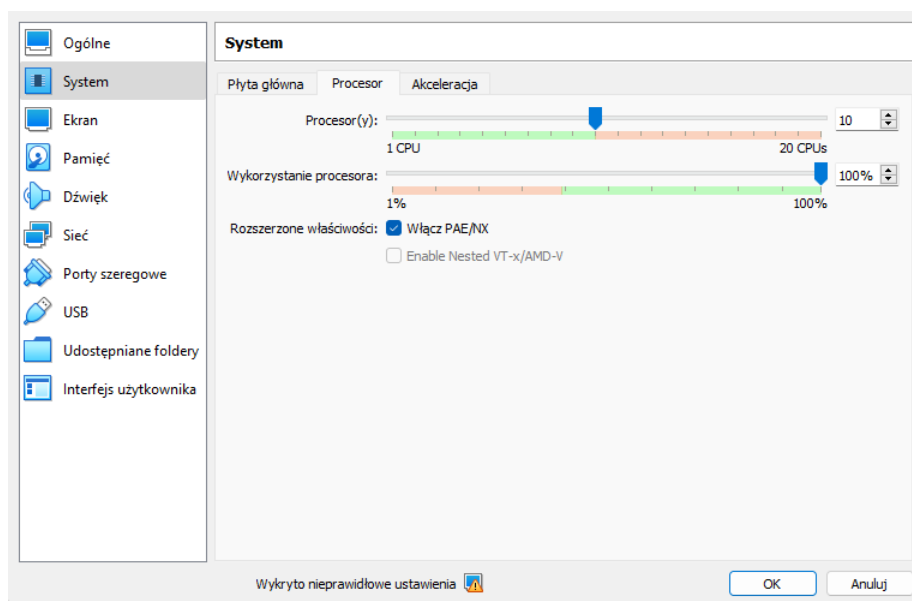 Ogólne
System
Ekran
Pamięć
Dźwięk
Sieć
Porty szeregowe
USB
Udostępniane foldery
Interfejs użytkownika
System
Płyta główna Procesor Akceleracja
Procesor(y): 10
1 CPU 20 CPUs
Wykorzystanie procesora: 100%
1% 100%
Rozszerzone właściwości: Włącz PAE/NX
Enable Nested VT-x/AMD-V
Wykryto nieprawidłowe ustawienia OK Anuluj